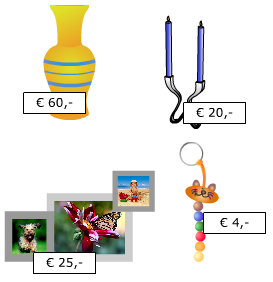 € 60,-
€ 20,-
€ 4,-
€ 25,-